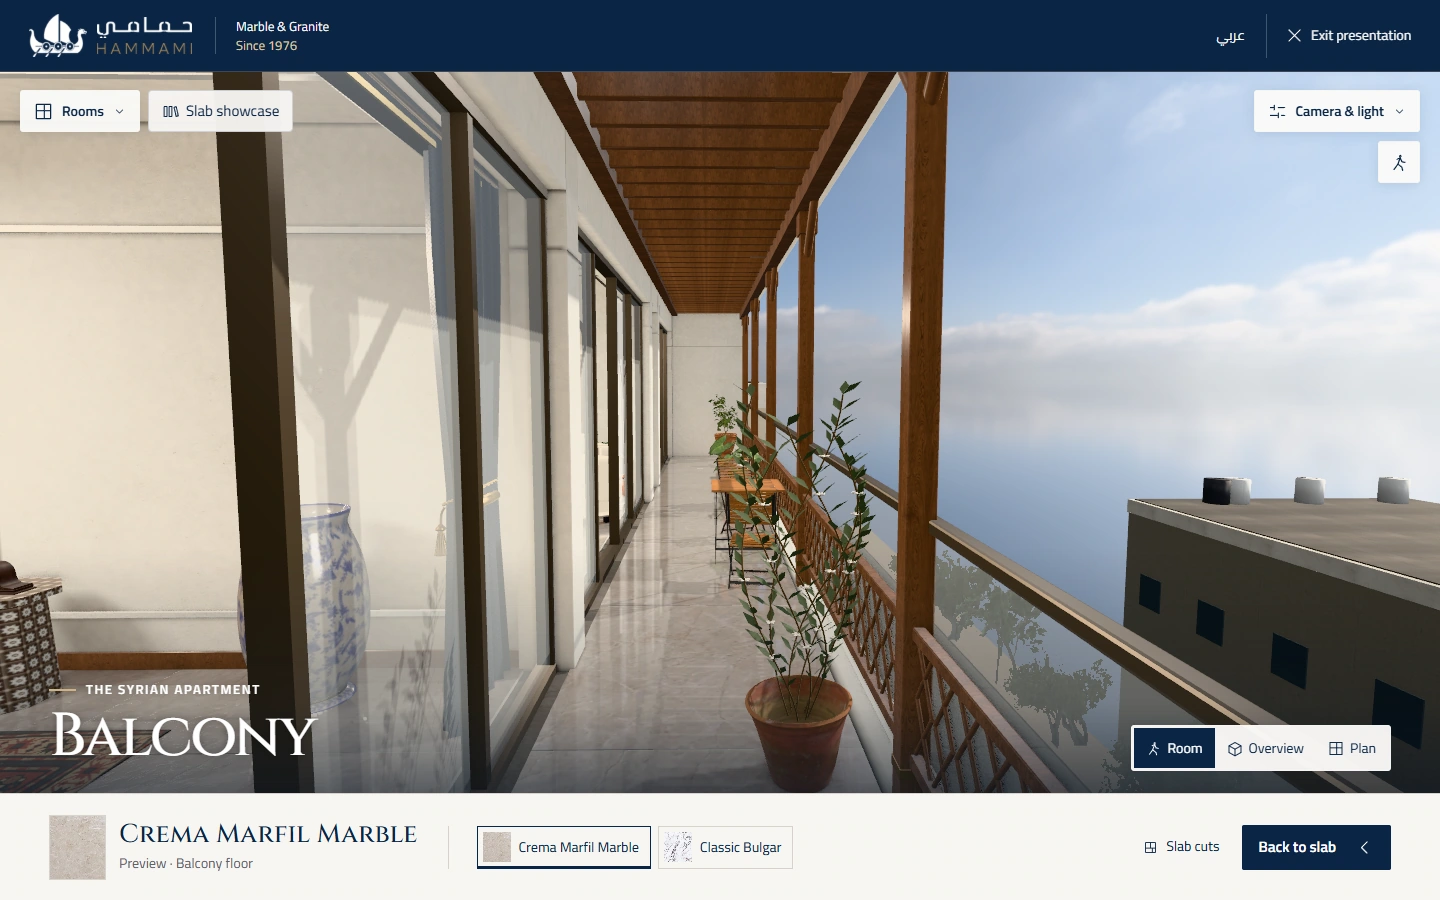 حمامي
HAMMAMI
Marble & Granite
Since 1976
عربي
Exit presentation
Rooms
Slab showcase
Camera & light
THE SYRIAN APARTMENT
BALCONY
Room
Overview
Plan
CREMA MARFIL MARBLE
Preview · Balcony floor
Crema Marfil Marble
Classic Bulgar
Slab cuts
Back to slab